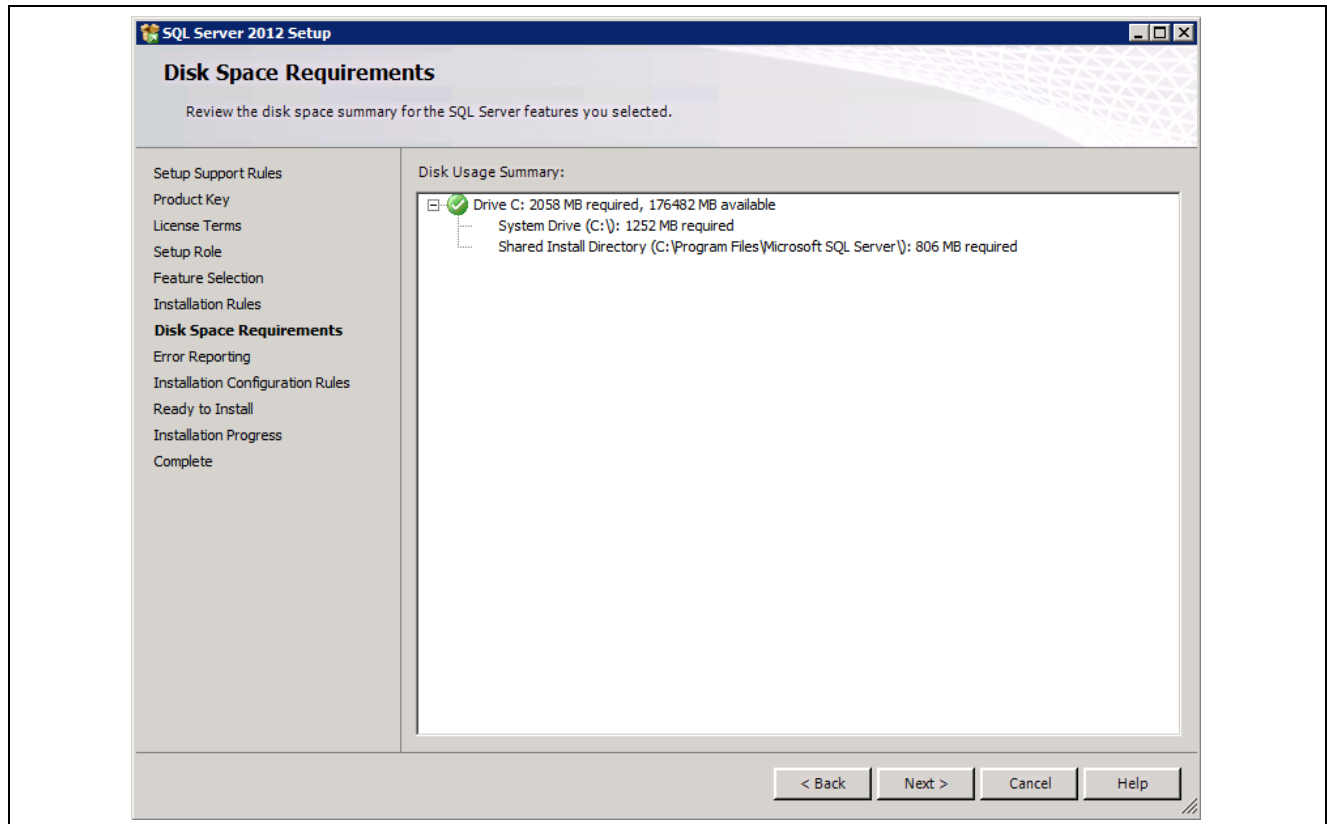 SQL Server 2012 Setup
Disk Space Requirements
Review the disk space summary for the SQL Server features you selected.
Setup Support Rules
Product Key
License Terms
Setup Role
Feature Selection
Installation Rules
Disk Space Requirements
Error Reporting
Installation Configuration Rules
Ready to Install
Installation Progress
Complete
Disk Usage Summary:
Drive C: 2058 MB required, 176482 MB available
System Drive (C:\): 1252 MB required
Shared Install Directory (C:\Program Files\Microsoft SQL Server\): 806 MB required
< Back Next > Cancel Help